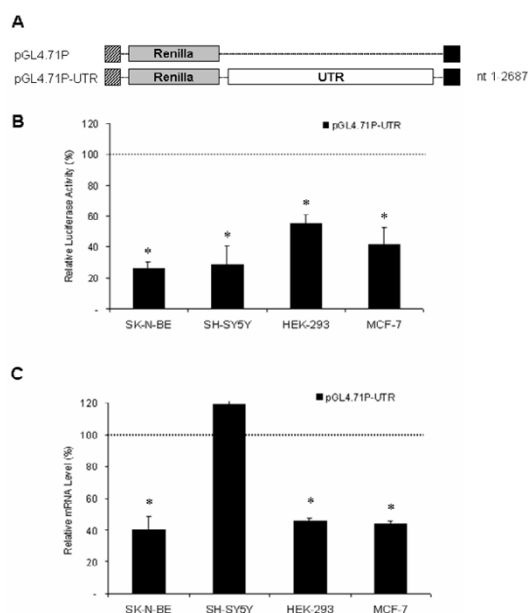 A
pGL4.71P
Renilla
pGL4.71P-UTR
Renilla
UTR
nt 1-2687
B
pGL4.71P-UTR
Relative Luciferase Activity (%)
120
100
80
60
40
20
-
*
*
*
*
SK-N-BE
SH-SY5Y
HEK-293
MCF-7
C
pGL4.71P-UTR
Relative mRNA Level (%)
120
100
80
60
40
20
-
*
*
*
SK-N-BE
SH-SY5Y
HEK-293
MCF-7